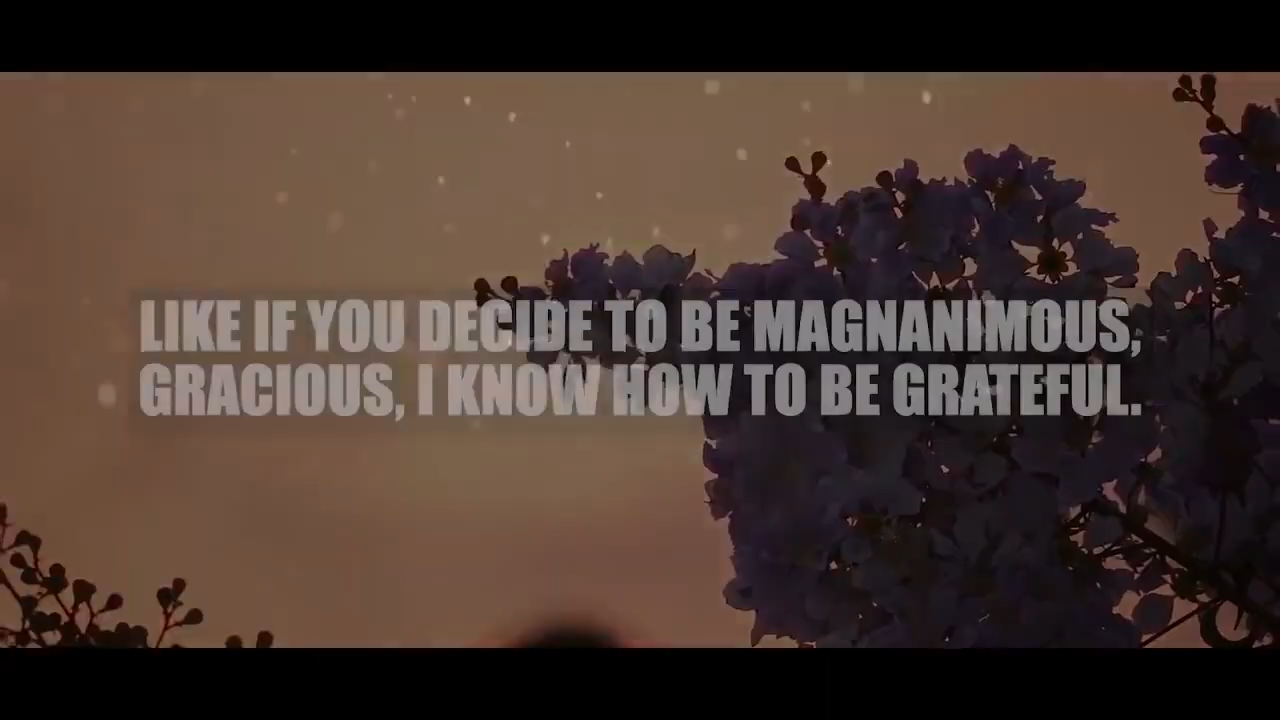 LIKE IF YOU DECIDE TO BE MAGNANIMOUS,
GRACIOUS, I KNOW HOW TO BE GRATEFUL.